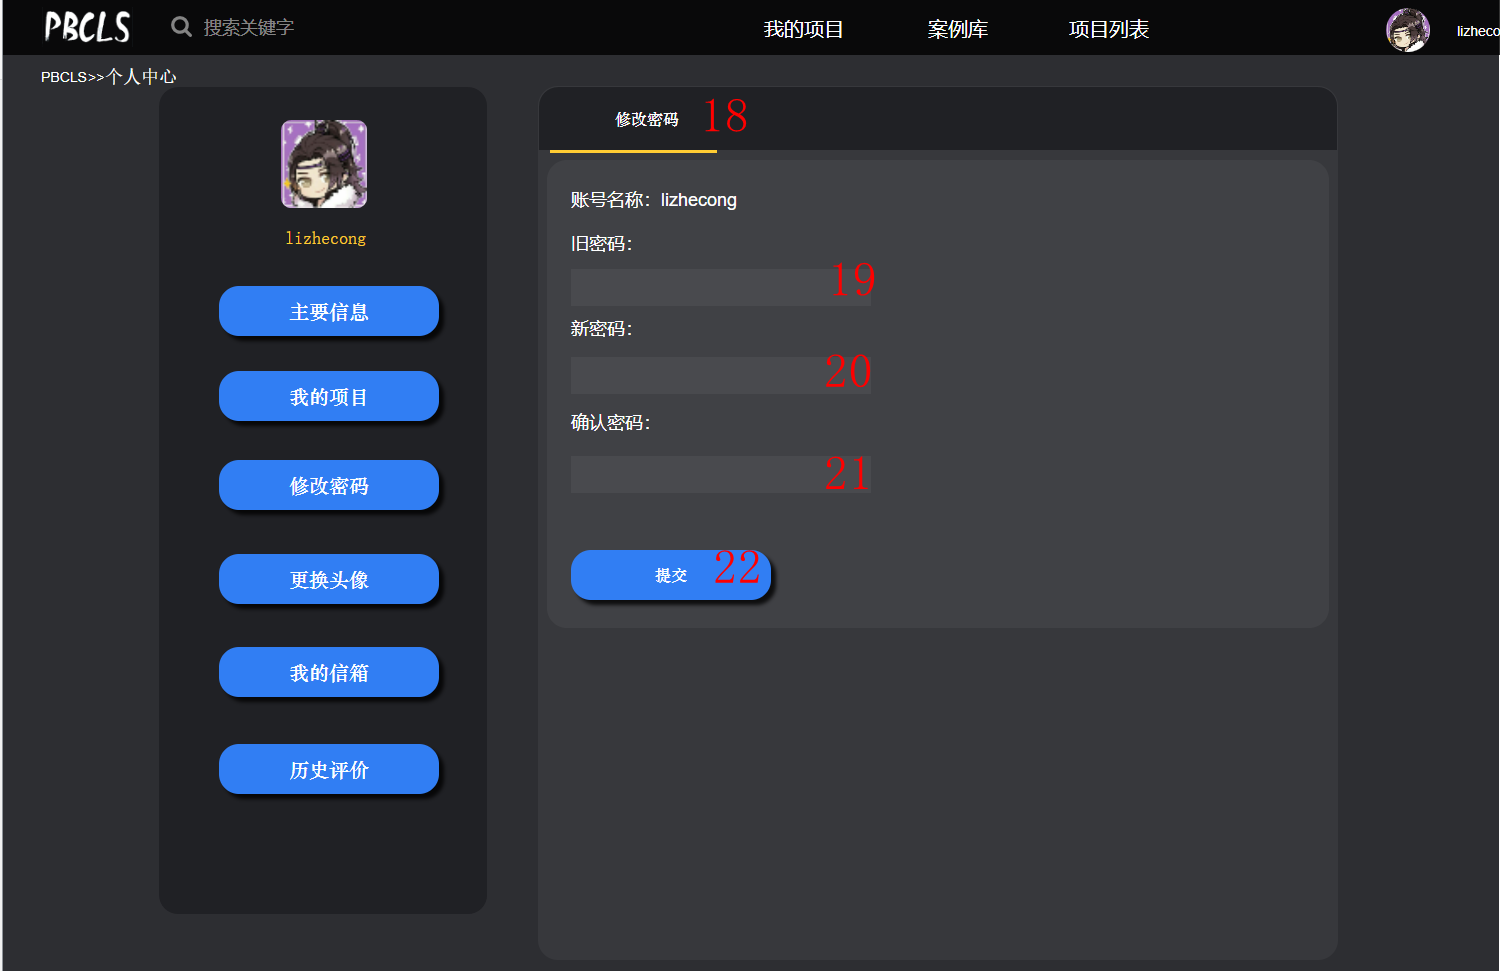 PBCLS
搜索关键字
我的项目
案例库
项目列表
lizheco
PBCLS>>个人中心
lizhecong
主要信息
我的项目
修改密码
更换头像
我的信箱
历史评价
修改密码 18
账号名称：lizhecong
旧密码：
19
新密码：
20
确认密码：
21
提交 22